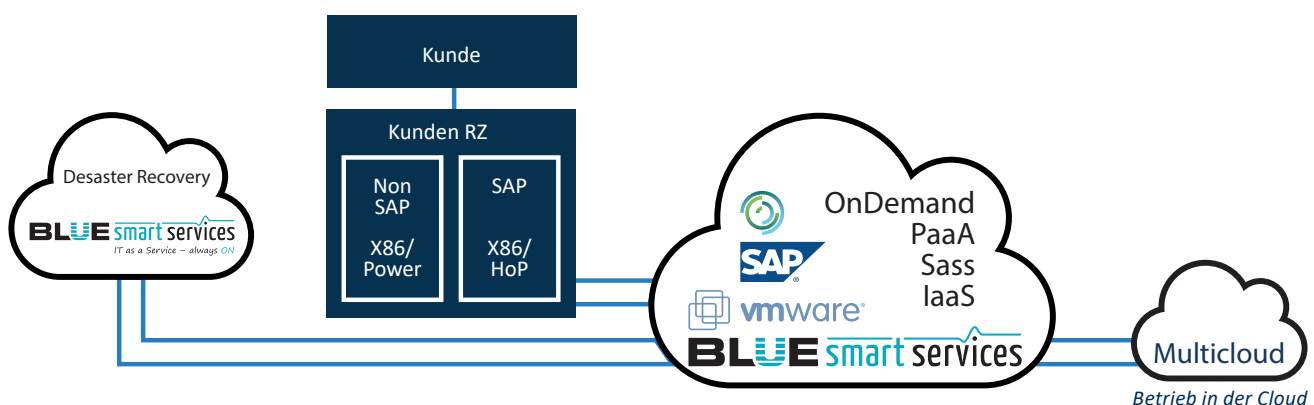 Kunde
Kunden RZ
Non
SAP
X86/
Power
SAP
X86/
HoP
Desaster Recovery
BLUE smart services
IT as a Service – always ON
OnDemand
PaaA
Sass
IaaS
SAP®
vmware®
BLUE smart services
Multicloud
Betrieb in der Cloud